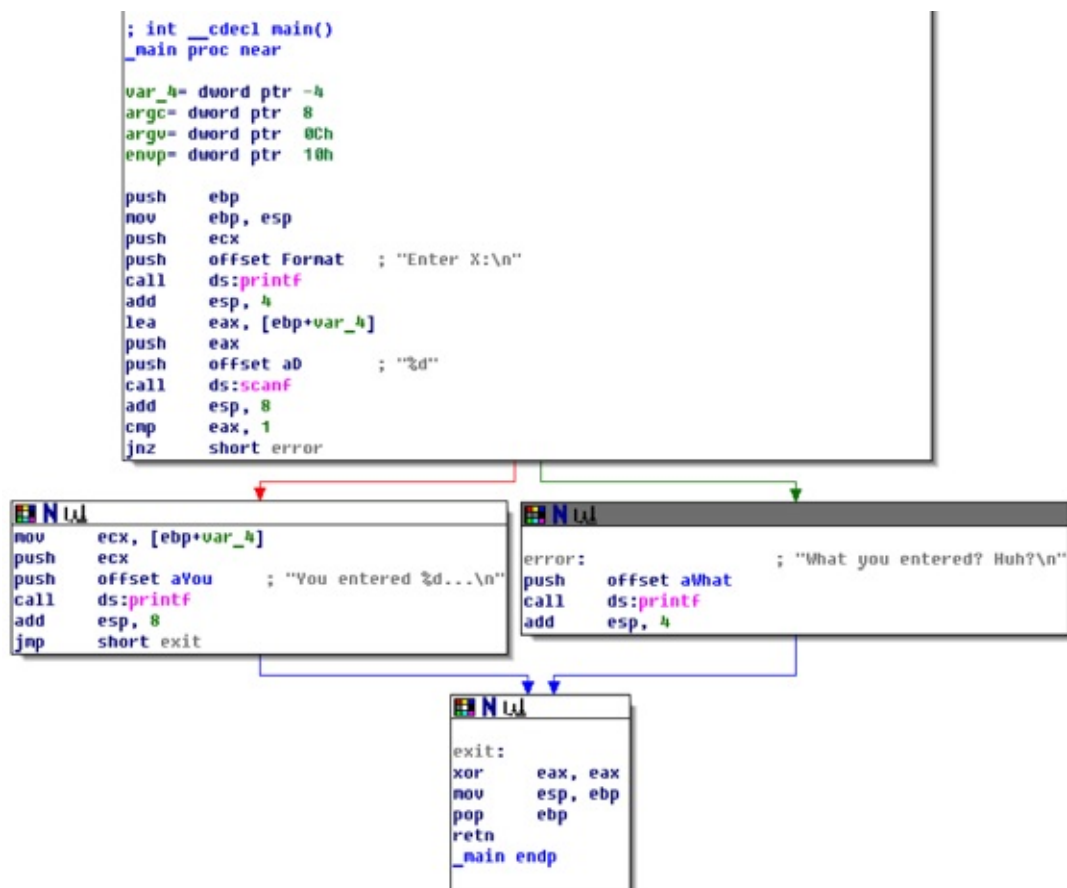 ; int __cdecl main()
_main proc near
var_4= dword ptr -4
argc= dword ptr  8
argv= dword ptr  0Ch
envp= dword ptr  10h
push    ebp
mov     ebp, esp
push    ecx
push    offset Format   ; "Enter X:\n"
call    ds:printf
add     esp, 4
lea     eax, [ebp+var_4]
push    eax
push    offset aD       ; "%d"
call    ds:scanf
add     esp, 8
cmp     eax, 1
jnz     short error
mov     ecx, [ebp+var_4]
push    ecx
push    offset aYou     ; "You entered %d...\n"
call    ds:printf
add     esp, 8
jmp     short exit
error:                  ; "What you entered? Huh?\n"
push    offset aWhat
call    ds:printf
add     esp, 4
exit:
xor     eax, eax
mov     esp, ebp
pop     ebp
retn
_main endp